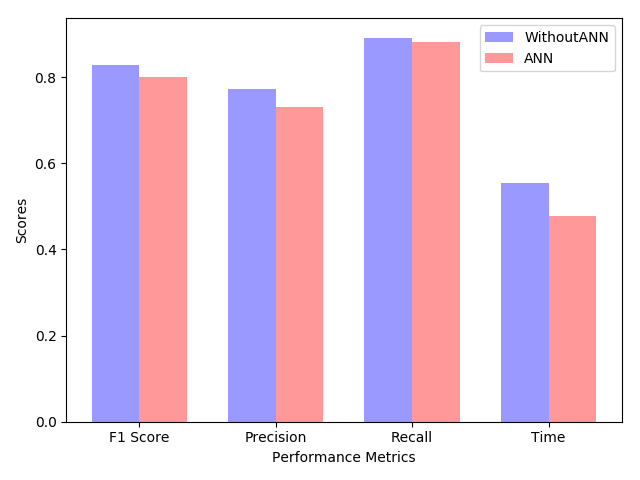 WithoutANN
ANN
Scores
0.8
0.6
0.4
0.2
0.0
F1 Score Precision Recall Time
Performance Metrics